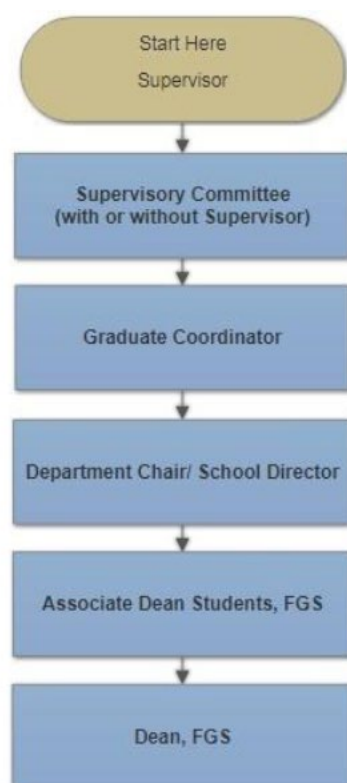 Start Here
Supervisor
Supervisory Committee
(with or without Supervisor)
Graduate Coordinator
Department Chair/ School Director
Associate Dean Students, FGS
Dean, FGS